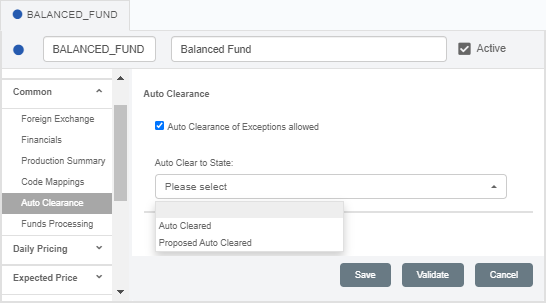 BALANCED_FUND
BALANCED_FUND
Balanced Fund
Active
Common
Foreign Exchange
Financials
Production Summary
Code Mappings
Auto Clearance
Funds Processing
Daily Pricing
Expected Price
Auto Clearance
Auto Clearance of Exceptions allowed
Auto Clear to State:
Please select
Auto Cleared
Proposed Auto Cleared
Save
Validate
Cancel